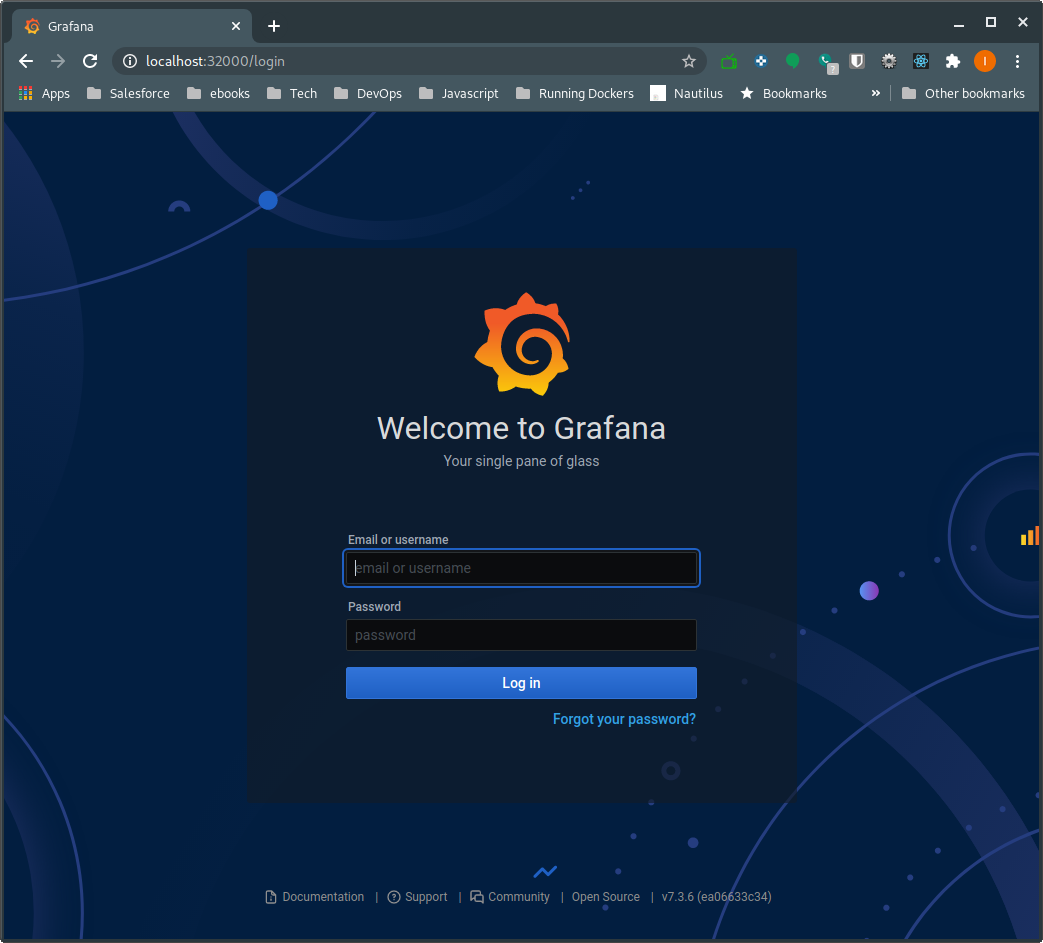 Grafana
localhost:32000/login
Apps Salesforce ebooks Tech DevOps Javascript Running Dockers Nautilus Bookmarks » Other bookmarks
Welcome to Grafana
Your single pane of glass
Email or username
email or username
Password
password
Log in
Forgot your password?
Documentation | Support | Community | Open Source | v7.3.6 (ea06633c34)